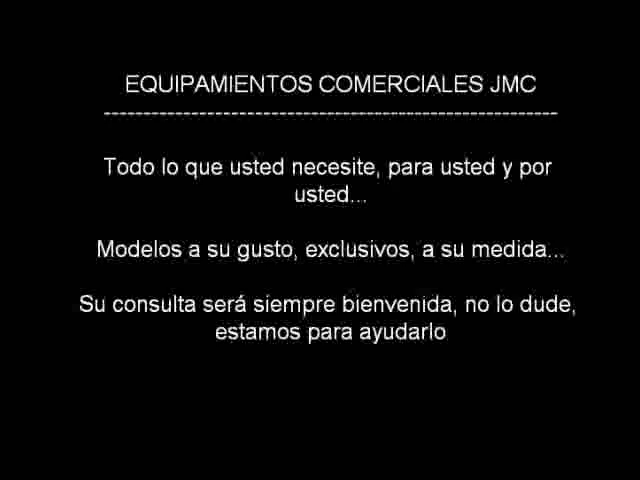 EQUIPAMIENTOS COMERCIALES JMC
---------------------------------------------------------
Todo lo que usted necesite, para usted y por
usted...
Modelos a su gusto, exclusivos, a su medida...
Su consulta será siempre bienvenida, no lo dude,
estamos para ayudarlo